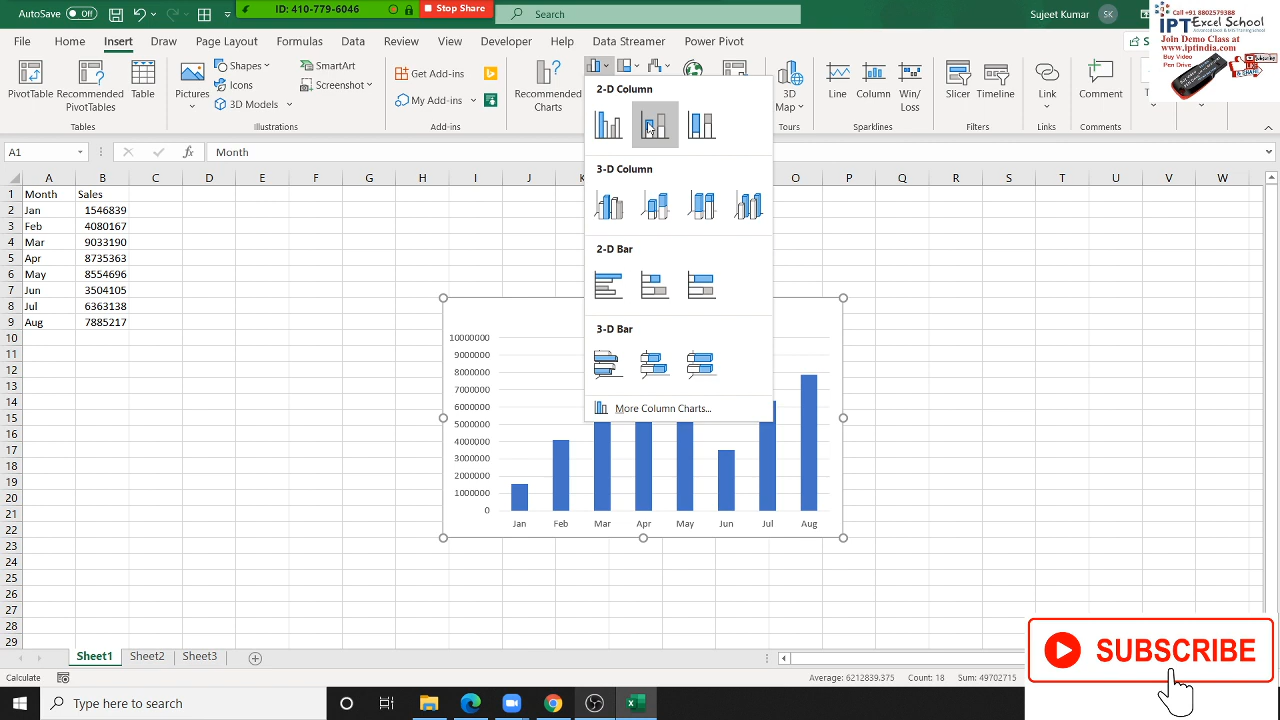 AutoSave Off
ID: 410-779-6046
Stop Share
Search
Sujeet Kumar SK
File Home Insert Draw Page Layout Formulas Data Review View Developer Help Data Streamer Power Pivot
Call +91 8802579388
IPT Excel School
Advanced Excel & MIS Training School
Join Demo Class at
www.iptindia.com
Buy Video
Pen Drive
Subscribe
& SHARE
PivotTable
Recommended PivotTables
Table
Tables
Pictures
Shapes
Icons
3D Models
SmartArt
Screenshot
Illustrations
Get Add-ins
My Add-ins
Add-ins
Recommended Charts
3D Map
Tours
Line
Column
Win/Loss
Sparklines
Slicer
Timeline
Filters
Link
Links
Comment
Comments
A1
fx
Month
2-D Column
3-D Column
2-D Bar
3-D Bar
More Column Charts...
A B C D E F G H I J K O P Q R S T U V W
1 Month Sales
2 Jan 1546839
3 Feb 4080167
4 Mar 9033190
5 Apr 8735363
6 May 8554696
7 Jun 3504105
8 Jul 6363138
9 Aug 7885217
10
11
12
13
14
15
16
17
18
19
20
21
22
23
24
25
26
27
28
29
10000000
9000000
8000000
7000000
6000000
5000000
4000000
3000000
2000000
1000000
0
Jan Feb Mar Apr May Jun Jul Aug
Sheet1 Sheet2 Sheet3
Calculate
Average: 6212839.375 Count: 18 Sum: 49702715
SUBSCRIBE
Type here to search